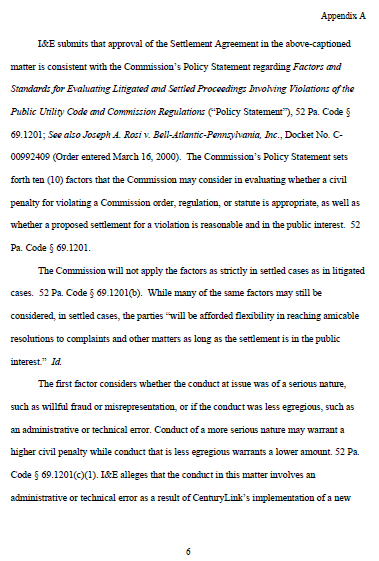 Appendix A
I&E submits that approval of the Settlement Agreement in the above-captioned
matter is consistent with the Commission's Policy Statement regarding Factors and
Standards for Evaluating Litigated and Settled Proceedings Involving Violations of the
Public Utility Code and Commission Regulations ("Policy Statement"), 52 Pa. Code §
69.1201; See also Joseph A. Rosi v. Bell-Atlantic-Pennsylvania, Inc., Docket No. C-
00992409 (Order entered March 16, 2000). The Commission's Policy Statement sets
forth ten (10) factors that the Commission may consider in evaluating whether a civil
penalty for violating a Commission order, regulation, or statute is appropriate, as well as
whether a proposed settlement for a violation is reasonable and in the public interest. 52
Pa. Code § 69.1201.
The Commission will not apply the factors as strictly in settled cases as in litigated
cases. 52 Pa. Code § 69.1201(b). While many of the same factors may still be
considered, in settled cases, the parties "will be afforded flexibility in reaching amicable
resolutions to complaints and other matters as long as the settlement is in the public
interest." Id.
The first factor considers whether the conduct at issue was of a serious nature,
such as willful fraud or misrepresentation, or if the conduct was less egregious, such as
an administrative or technical error. Conduct of a more serious nature may warrant a
higher civil penalty while conduct that is less egregious warrants a lower amount. 52 Pa.
Code § 69.1201(c)(1). I&E alleges that the conduct in this matter involves an
administrative or technical error as a result of CenturyLink's implementation of a new
6